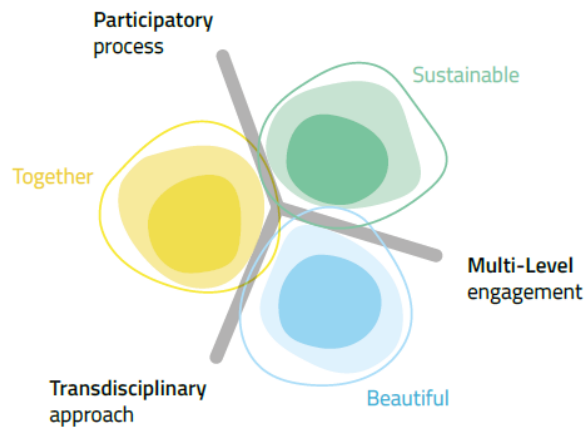 Participatory
process
Sustainable
Together
Multi-Level
engagement
Transdisciplinary
approach
Beautiful